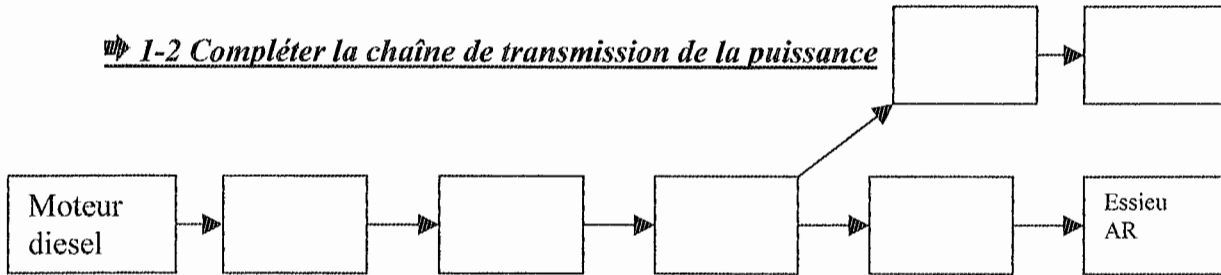 1-2 Compléter la chaîne de transmission de la puissance
Moteur
diesel
Essieu
AR